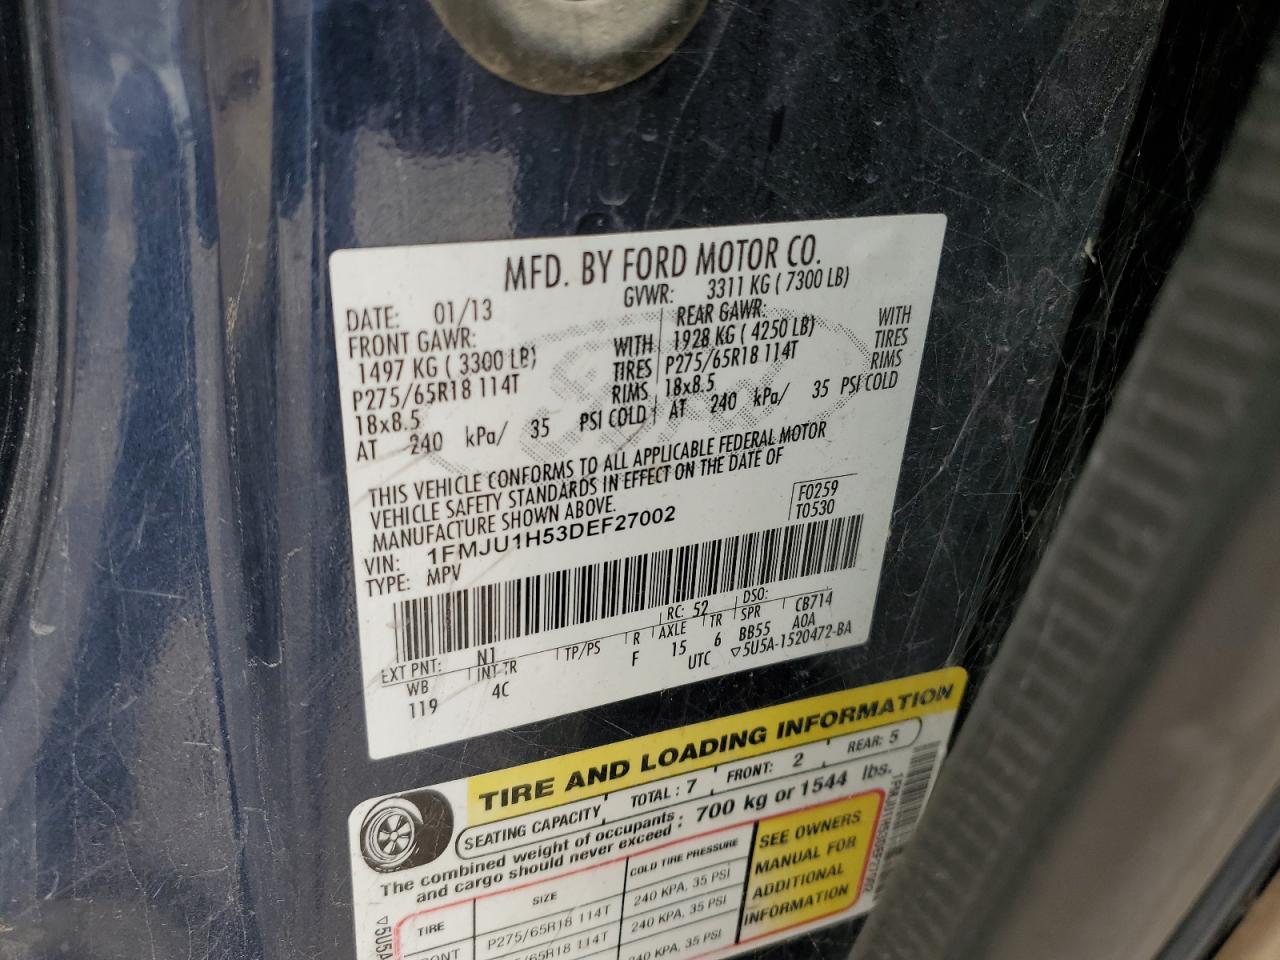 MFD. BY FORD MOTOR CO.
DATE: 01/13 GVWR: 3311 KG ( 7300 LB)
FRONT GAWR: REAR GAWR:
1497 KG ( 3300 LB) WITH 1928 KG ( 4250 LB) WITH
P275/65R18 114T TIRES P275/65R18 114T TIRES
18x8.5 RIMS 18x8.5 RIMS
AT 240 kPa/ 35 PSI COLD AT 240 kPa/ 35 PSI COLD
THIS VEHICLE CONFORMS TO ALL APPLICABLE FEDERAL MOTOR
VEHICLE SAFETY STANDARDS IN EFFECT ON THE DATE OF
MANUFACTURE SHOWN ABOVE.
F0259
T0530
VIN: 1FMJU1H53DEF27002
TYPE: MPV
EXT PNT: N1 RC: 52 DSO: CB714
WB INT TR TP/PS R AXLE TR SPR A0A
119 4C F 15 6 BB55
UTC ▽5U5A-1520472-BA
TIRE AND LOADING INFORMATION
SEATING CAPACITY TOTAL : 7 FRONT: 2 REAR: 5
The combined weight of occupants
and cargo should never exceed : 700 kg or 1544 lbs.
TIRE SIZE COLD TIRE PRESSURE
P275/65R18 114T 240 KPA, 35 PSI
65R18 114T 240 KPA, 35 PSI
240 KPA, 35 PSI
SEE OWNERS
MANUAL FOR
ADDITIONAL
INFORMATION